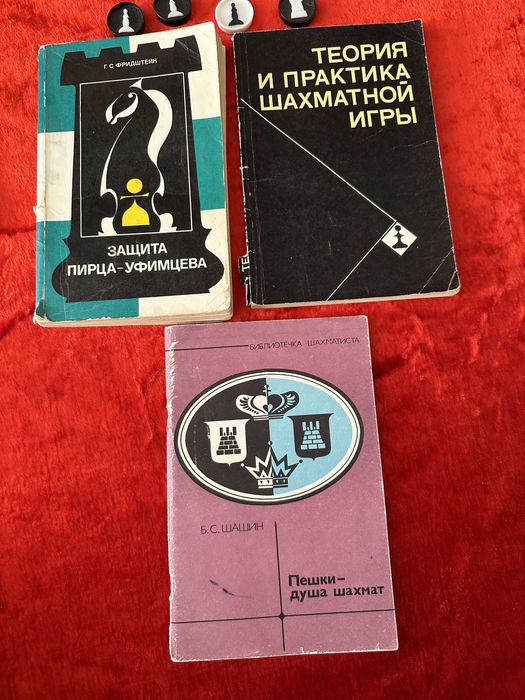 Г. С. ФРИДШТЕЙН
ЗАЩИТА
ПИРЦА-УФИМЦЕВА
ТЕОРИЯ
И ПРАКТИКА
ШАХМАТНОЙ
ИГРЫ
БИБЛИОТЕЧКА ШАХМАТИСТА
Б. С. ШАШИН
Пешки–
душа шахмат